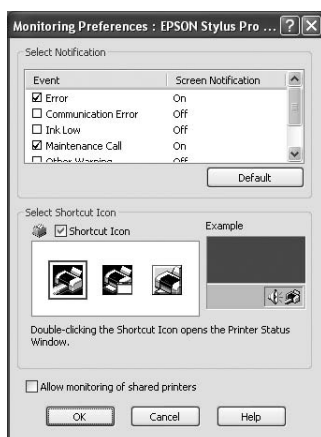 Monitoring Preferences : EPSON Stylus Pro ...
Select Notification
Event Screen Notification
Error On
Communication Error Off
Ink Low Off
Maintenance Call On
Other Warning Off
Default
Select Shortcut Icon
Shortcut Icon
Example
Double-clicking the Shortcut Icon opens the Printer Status
Window.
Allow monitoring of shared printers
OK Cancel Help